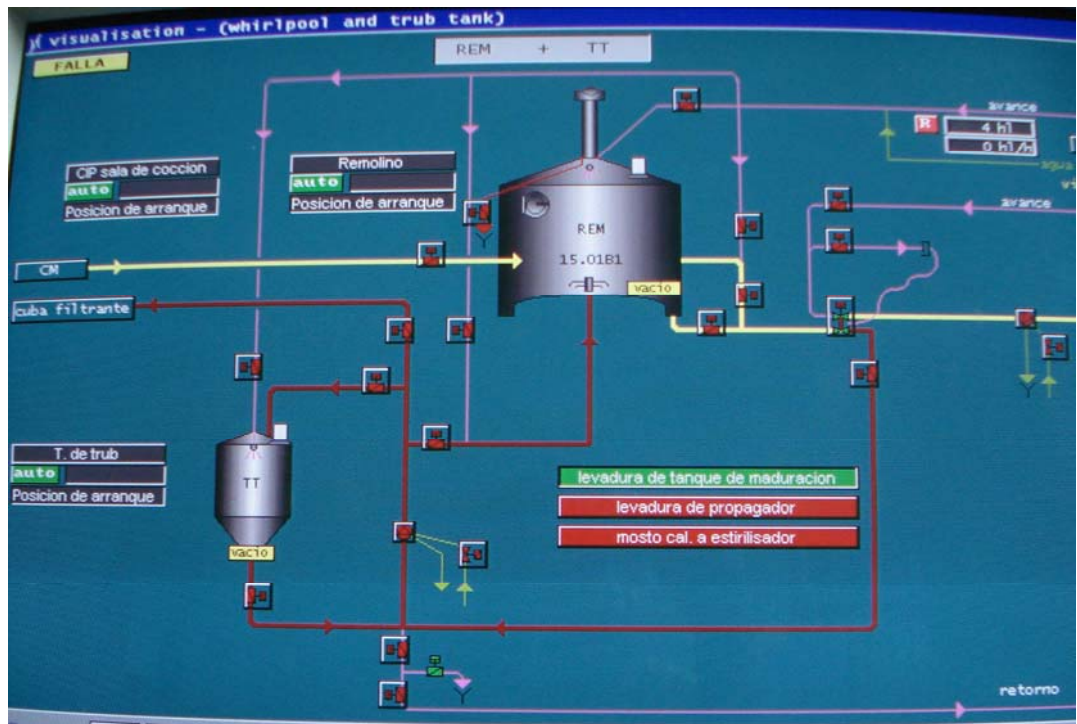 visualisation - (whirlpool and trub tank)
FALLA
REM + TT
avance
R
4 hl
0 hl/H
agua
vi
CIP sala de coccion
auto
Posicion de arranque
Remolino
auto
Posicion de arranque
avance
REM
15.01B1
CM
vacio
cuba filtrante
T. de trub
auto
Posicion de arranque
TT
levadura de tanque de maduracion
levadura de propagador
mosto cal. a estirilisador
vacio
retorno